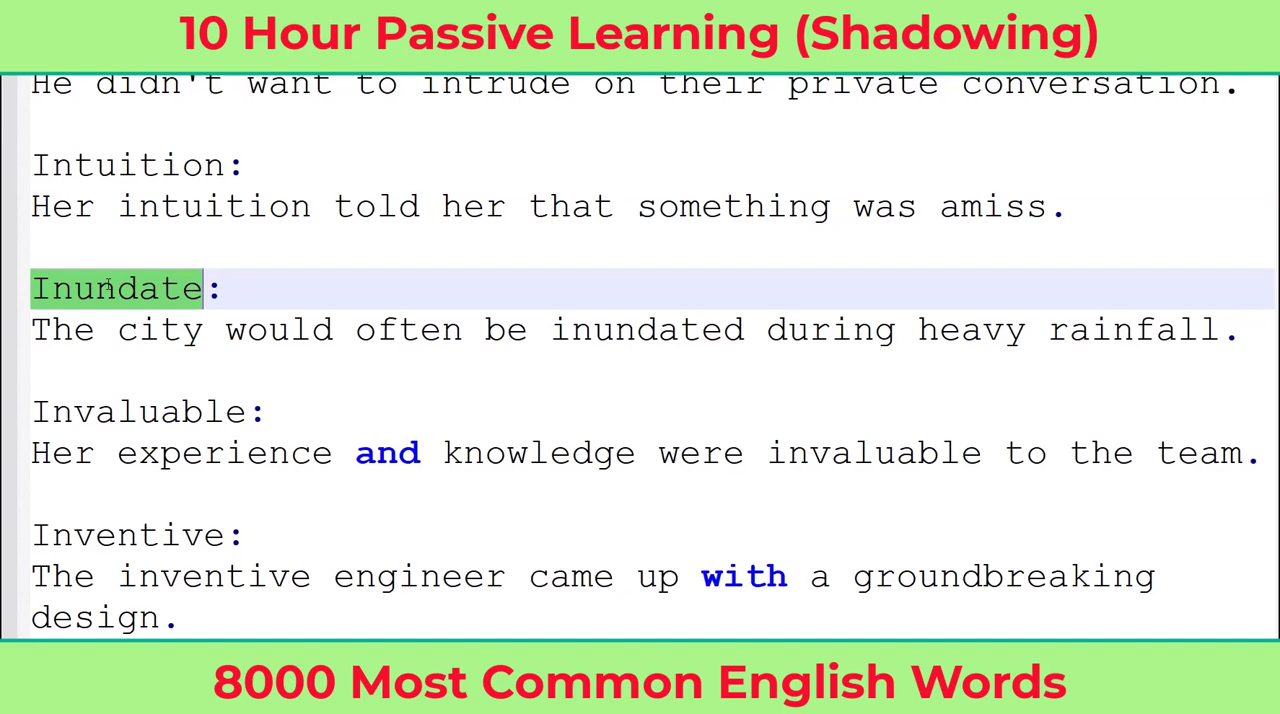 10 Hour Passive Learning (Shadowing)
He didn't want to intrude on their private conversation.
Intuition:
Her intuition told her that something was amiss.
Inundate:
The city would often be inundated during heavy rainfall.
Invaluable:
Her experience and knowledge were invaluable to the team.
Inventive:
The inventive engineer came up with a groundbreaking
design.
8000 Most Common English Words